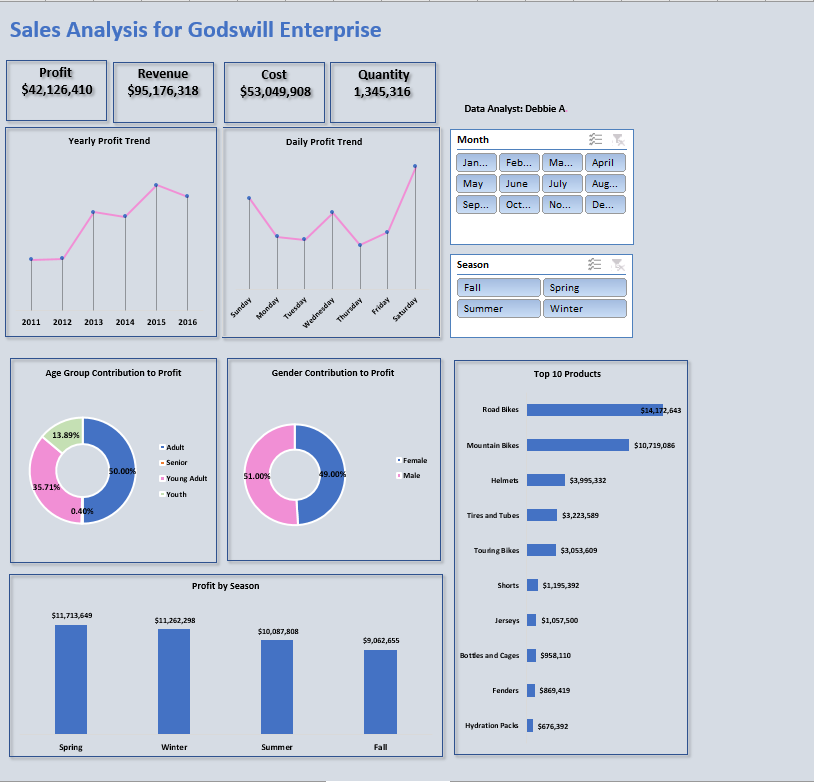 Sales Analysis for Godswill Enterprise
Profit
$42,126,410
Revenue
$95,176,318
Cost
$53,049,908
Quantity
1,345,316
Data Analyst: Debbie A.
Yearly Profit Trend
2011 2012 2013 2014 2015 2016
Daily Profit Trend
Sunday Monday Tuesday Wednesday Thursday Friday Saturday
Month
Jan... Feb... Ma... April
May June July Aug...
Sep... Oct... No... De...
Season
Fall Spring
Summer Winter
Age Group Contribution to Profit
13.89%
50.00%
35.71%
0.40%
Adult
Senior
Young Adult
Youth
Gender Contribution to Profit
51.00% 49.00%
Female
Male
Top 10 Products
Road Bikes $14,172,643
Mountain Bikes $10,719,086
Helmets $3,995,332
Tires and Tubes $3,223,589
Touring Bikes $3,053,609
Shorts $1,195,392
Jerseys $1,057,500
Bottles and Cages $958,110
Fenders $869,419
Hydration Packs $676,392
Profit by Season
$11,713,649
$11,262,298
$10,087,808
$9,062,655
Spring Winter Summer Fall